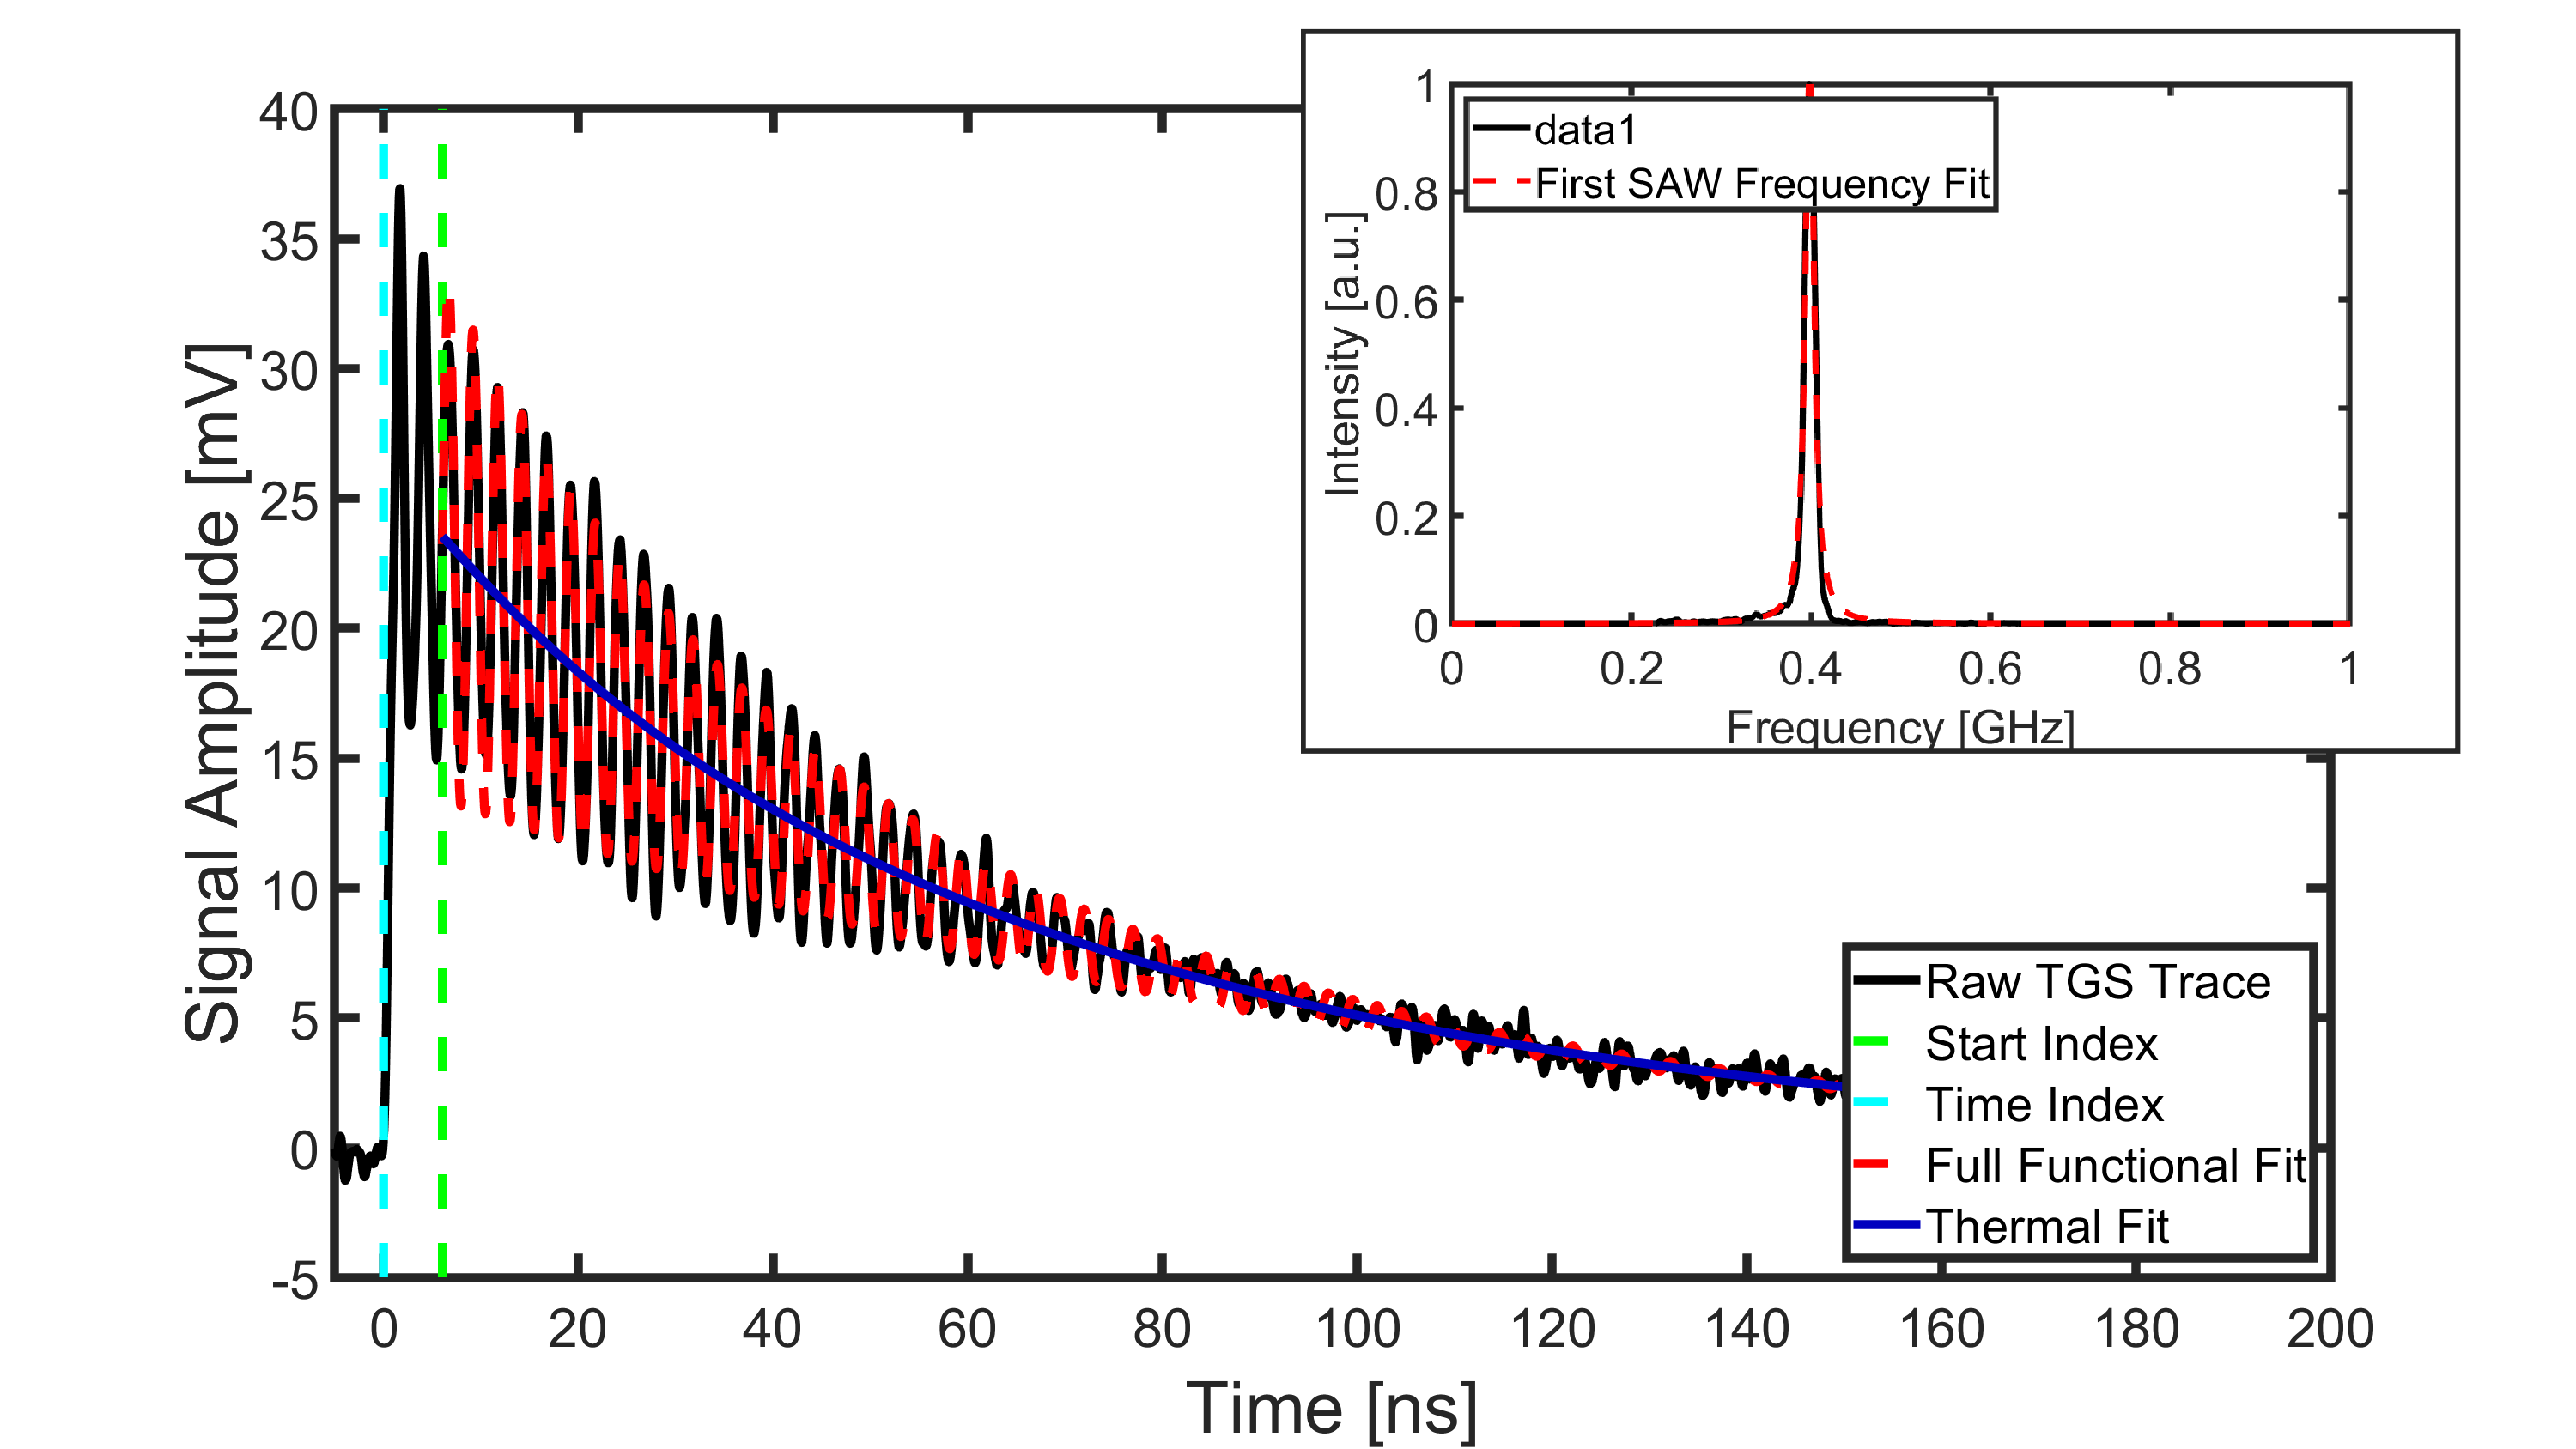 Signal Amplitude [mV]
40
35
30
25
20
15
10
5
0
-5
0 20 40 60 80 100 120 140 160 180 200
Time [ns]
Intensity [a.u.]
1
0.8
0.6
0.4
0.2
0
data1
First SAW Frequency Fit
0 0.2 0.4 0.6 0.8 1
Frequency [GHz]
Raw TGS Trace
Start Index
Time Index
Full Functional Fit
Thermal Fit